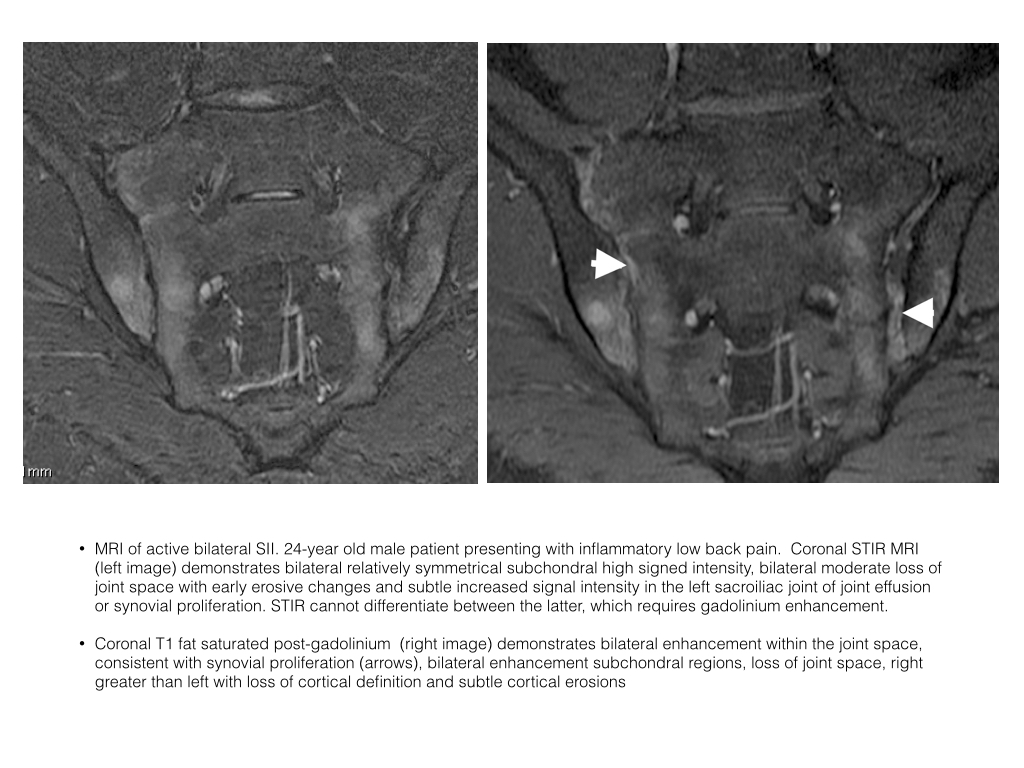 1mm
• MRI of active bilateral SII. 24-year old male patient presenting with inflammatory low back pain.  Coronal STIR MRI
(left image) demonstrates bilateral relatively symmetrical subchondral high signed intensity, bilateral moderate loss of
joint space with early erosive changes and subtle increased signal intensity in the left sacroiliac joint of joint effusion
or synovial proliferation. STIR cannot differentiate between the latter, which requires gadolinium enhancement.
• Coronal T1 fat saturated post-gadolinium  (right image) demonstrates bilateral enhancement within the joint space,
consistent with synovial proliferation (arrows), bilateral enhancement subchondral regions, loss of joint space, right
greater than left with loss of cortical definition and subtle cortical erosions